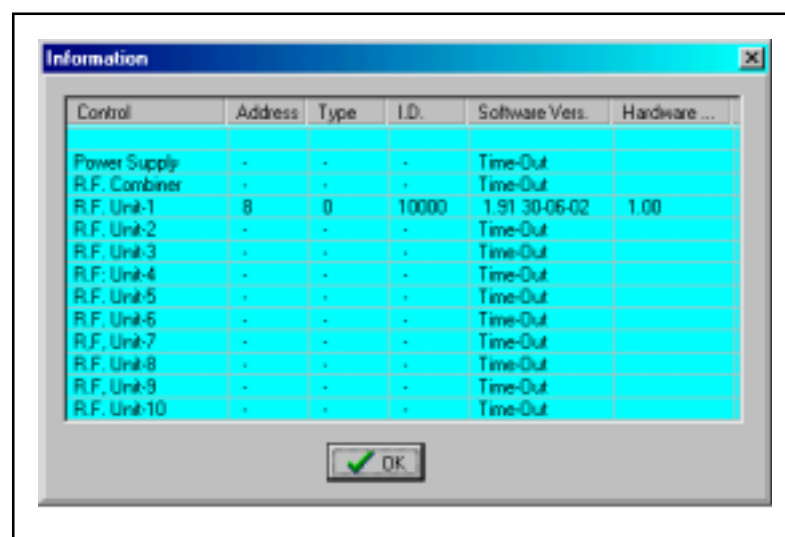 Information
Control Address Type I.D. Software Vers. Hardware ...
Power Supply - - - Time-Out
R.F. Combiner - - - Time-Out
R.F. Unit-1 8 0 10000 1.91 30-06-02 1.00
R.F. Unit-2 - - - Time-Out
R.F. Unit-3 - - - Time-Out
R.F. Unit-4 - - - Time-Out
R.F. Unit-5 - - - Time-Out
R.F. Unit-6 - - - Time-Out
R.F. Unit-7 - - - Time-Out
R.F. Unit-8 - - - Time-Out
R.F. Unit-9 - - - Time-Out
R.F. Unit-10 - - - Time-Out
OK